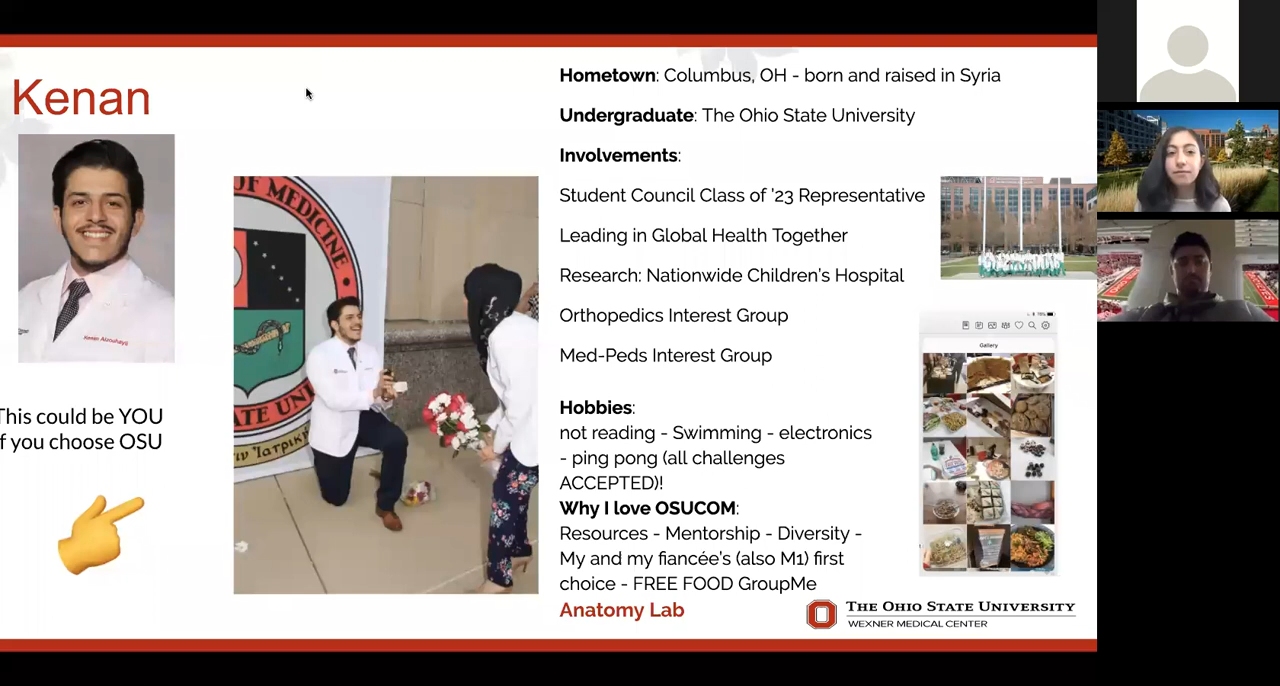 Kenan
This could be YOU
if you choose OSU
OF MEDICINE
Hometown: Columbus, OH - born and raised in Syria
Undergraduate: The Ohio State University
Involvements:
Student Council Class of '23 Representative
Leading in Global Health Together
Research: Nationwide Children's Hospital
Orthopedics Interest Group
Med-Peds Interest Group
Hobbies:
not reading - Swimming - electronics
- ping pong (all challenges
ACCEPTED)!
Why I love OSUCOM:
Resources - Mentorship - Diversity -
My and my fiancée's (also M1) first
choice - FREE FOOD GroupMe
Anatomy Lab
Gallery
THE OHIO STATE UNIVERSITY
WEXNER MEDICAL CENTER